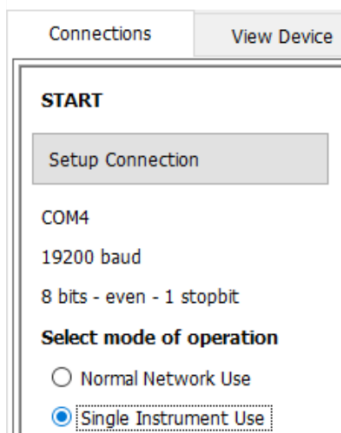 Connections
View Device
START
Setup Connection
COM4
19200 baud
8 bits - even - 1 stopbit
Select mode of operation
Normal Network Use
Single Instrument Use